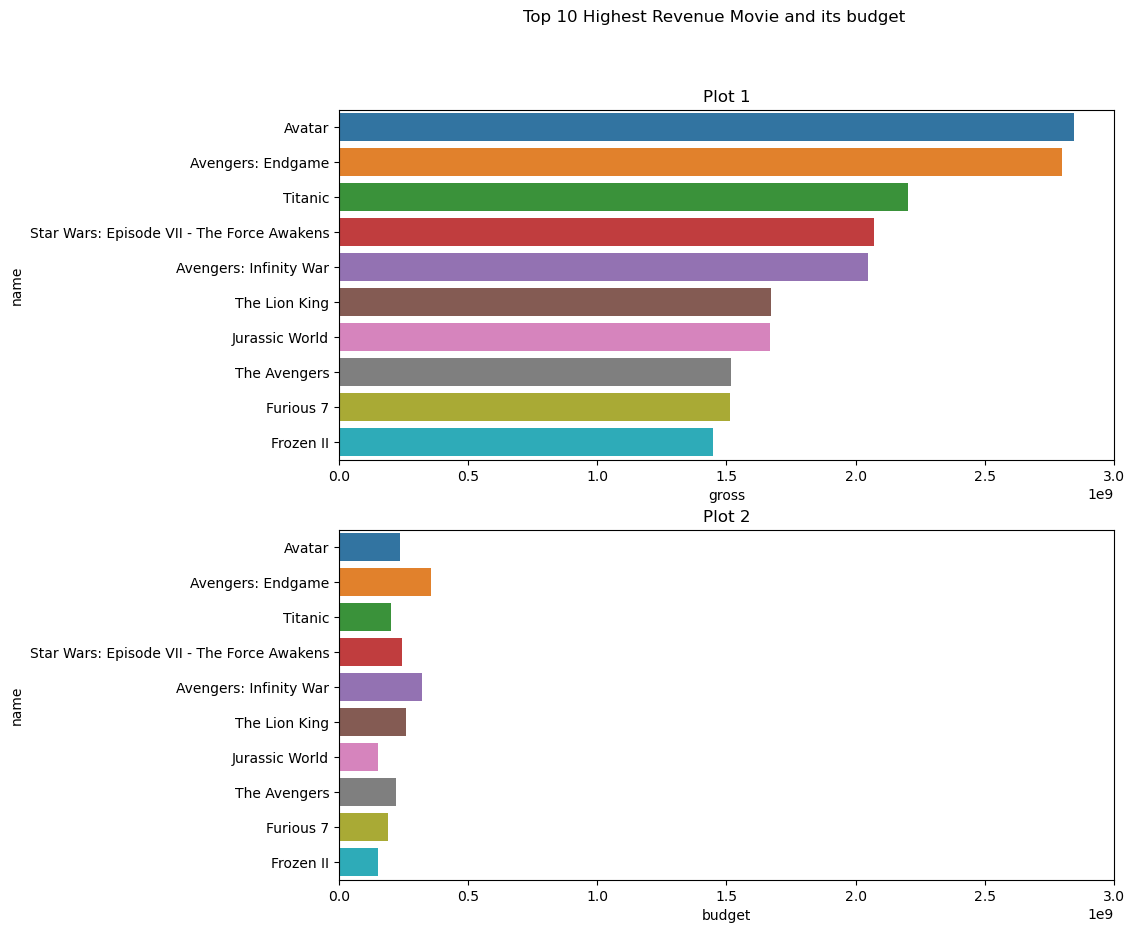 Top 10 Highest Revenue Movie and its budget
Plot 1
name
Avatar
Avengers: Endgame
Titanic
Star Wars: Episode VII - The Force Awakens
Avengers: Infinity War
The Lion King
Jurassic World
The Avengers
Furious 7
Frozen II
0.0 0.5 1.0 1.5 2.0 2.5 3.0
gross 1e9
Plot 2
name
Avatar
Avengers: Endgame
Titanic
Star Wars: Episode VII - The Force Awakens
Avengers: Infinity War
The Lion King
Jurassic World
The Avengers
Furious 7
Frozen II
0.0 0.5 1.0 1.5 2.0 2.5 3.0
budget 1e9